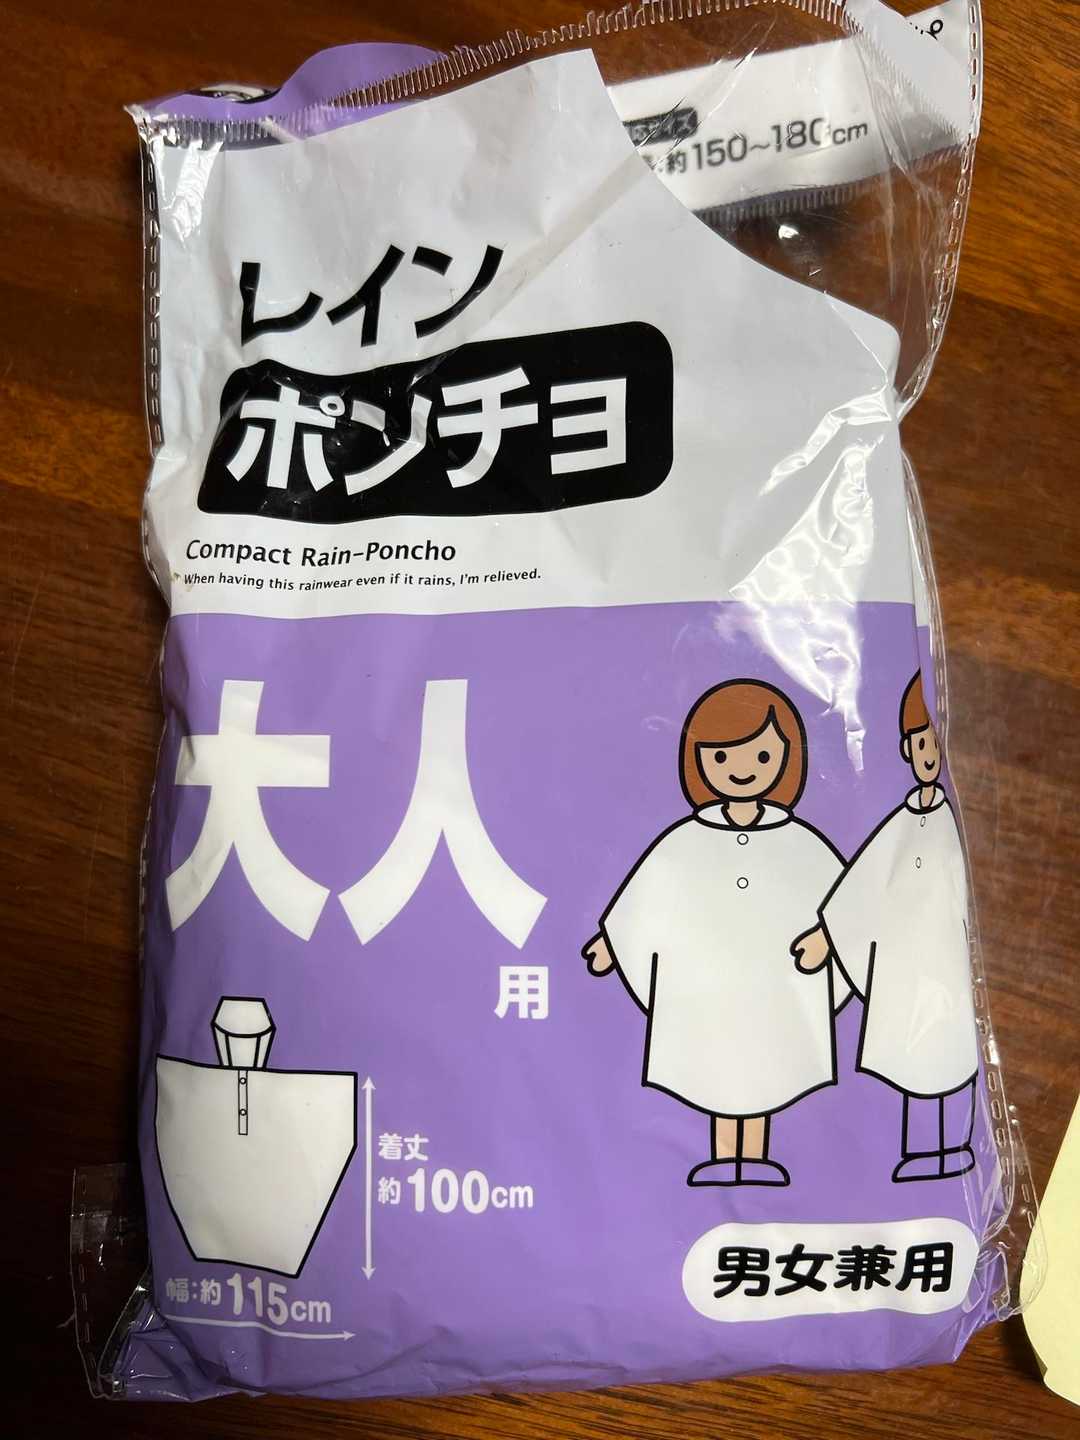 約150~180cm
レイン
ポンチョ
Compact Rain-Poncho
When having this rainwear even if it rains, I'm relieved.
大人
用
着丈
約100cm
幅:約115cm
男女兼用